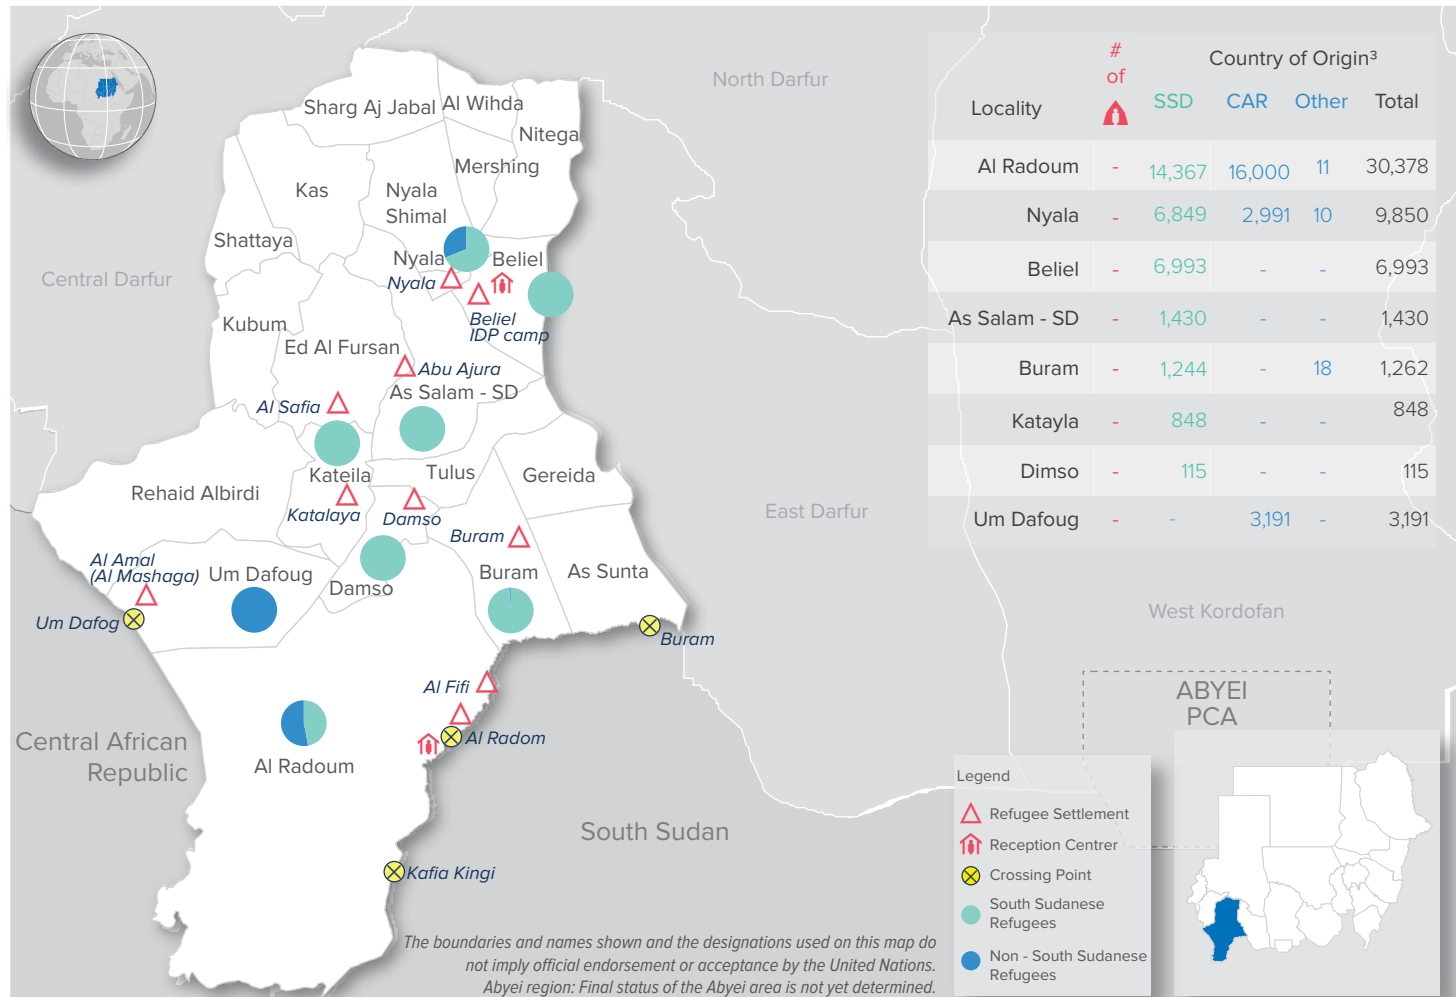 North Darfur
Sharg Aj Jabal
Al Wihda
Nitega
Mershing
Kas
Nyala
Shimal
Shattaya
Central Darfur
Nyala
Beliel
Nyala
Beliel
IDP camp
Kubum
Ed Al Fursan
Abu Ajura
As Salam - SD
Al Safia
Kateila
Tulus
Gereida
Rehaid Albirdi
Katalaya
Damso
East Darfur
Buram
Al Amal
(Al Mashaga)
Um Dafoug
Damso
Buram
As Sunta
Um Dafog
Buram
West Kordofan
Al Fifi
Al Radom
Central African
Republic
Al Radoum
South Sudan
Kafia Kingi
ABYEI
PCA
# of
Country of Origin³
Locality SSD CAR Other Total
Al Radoum - 14,367 16,000 11 30,378
Nyala - 6,849 2,991 10 9,850
Beliel - 6,993 - - 6,993
As Salam - SD - 1,430 - - 1,430
Buram - 1,244 - 18 1,262
Katayla - 848 - - 848
Dimso - 115 - - 115
Um Dafoug - - 3,191 - 3,191
Legend
Refugee Settlement
Reception Centrer
Crossing Point
South Sudanese
Refugees
Non - South Sudanese
Refugees
The boundaries and names shown and the designations used on this map do
not imply official endorsement or acceptance by the United Nations.
Abyei region: Final status of the Abyei area is not yet determined.